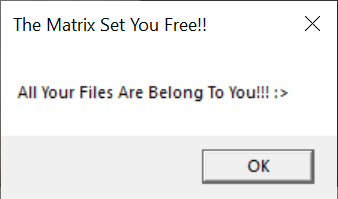 The Matrix Set You Free!!
All Your Files Are Belong To You!!! :>
OK